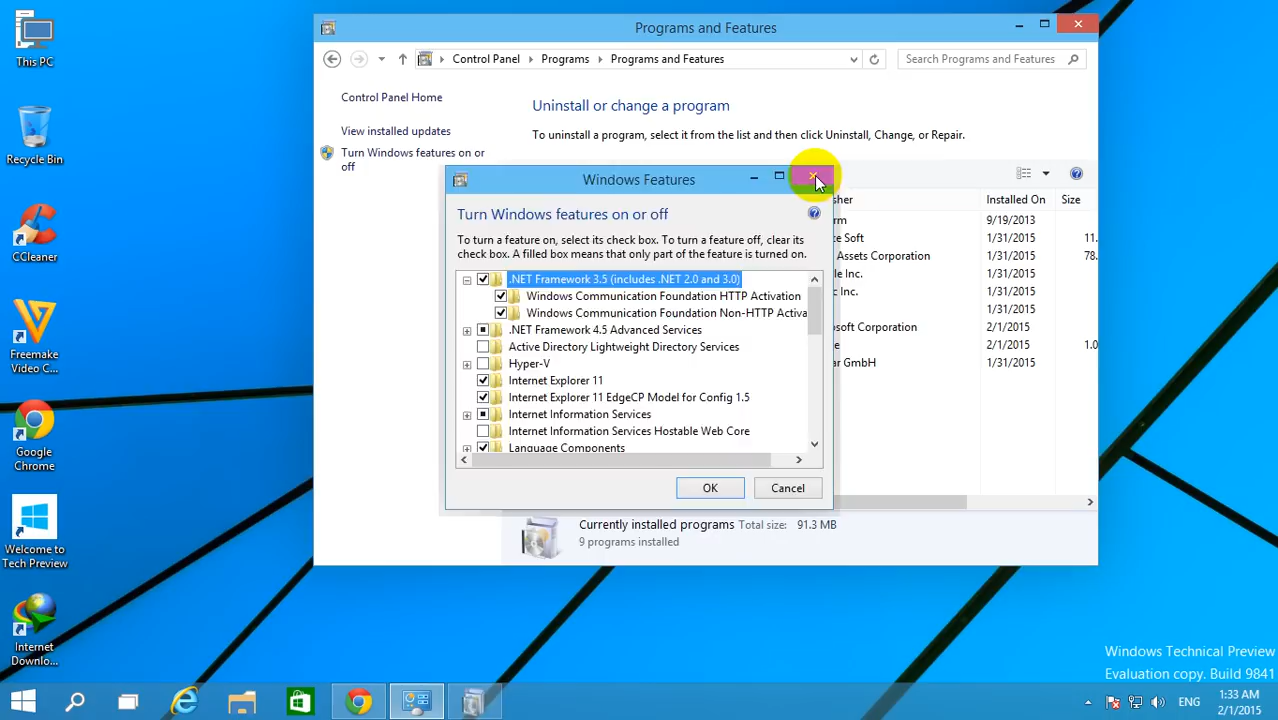 This PC
Recycle Bin
CCleaner
Freemake
Video C...
Google
Chrome
Welcome to
Tech Preview
Internet
Downlo...
Programs and Features
Control Panel
Programs
Programs and Features
Search Programs and Features
Control Panel Home
View installed updates
Turn Windows features on or
off
Uninstall or change a program
To uninstall a program, select it from the list and then click Uninstall, Change, or Repair.
Installed On
Size
9/19/2013
1/31/2015
11.
Assets Corporation
1/31/2015
78.
1/31/2015
1/31/2015
Corporation
2/1/2015
2/1/2015
1.0
GmbH
1/31/2015
Windows Features
Turn Windows features on or off
To turn a feature on, select its check box. To turn a feature off, clear its
check box. A filled box means that only part of the feature is turned on.
.NET Framework 3.5 (includes .NET 2.0 and 3.0)
Windows Communication Foundation HTTP Activation
Windows Communication Foundation Non-HTTP Activa
.NET Framework 4.5 Advanced Services
Active Directory Lightweight Directory Services
Hyper-V
Internet Explorer 11
Internet Explorer 11 EdgeCP Model for Config 1.5
Internet Information Services
Internet Information Services Hostable Web Core
Language Components
OK
Cancel
Currently installed programs Total size: 91.3 MB
9 programs installed
Windows Technical Preview
Evaluation copy. Build 9841
ENG
1:33 AM
2/1/2015